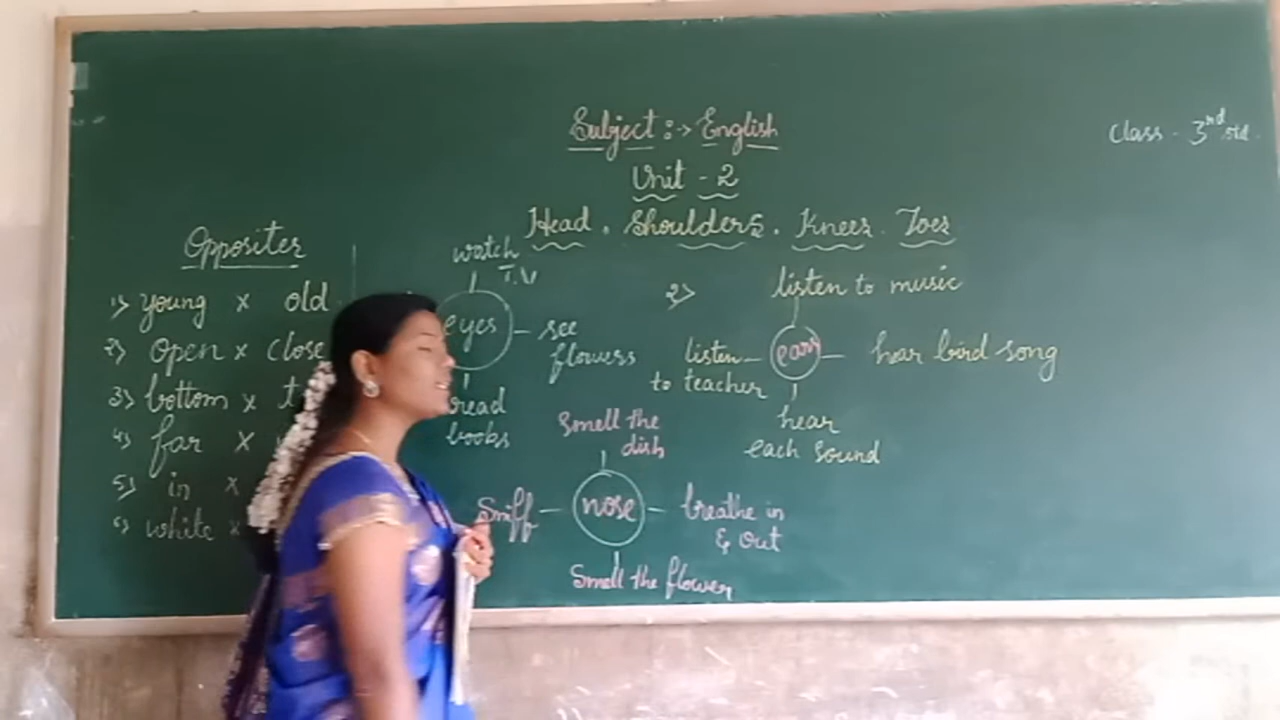 Subject :-> English
Class - 3nd std.
Unit - 2
Head . Shoulders . Knees . Toes
Opposites
1) young x old
2) open x close
3) bottom x t
4) far x
5) in x
6) white x
watch
T.V
eyes
see
flowers
read
books
2)
listen to music
ears
listen
to teacher
hear bird song
hear
each sound
Smell the
dish
nose
Sniff
breathe in
& out
Smell the flower